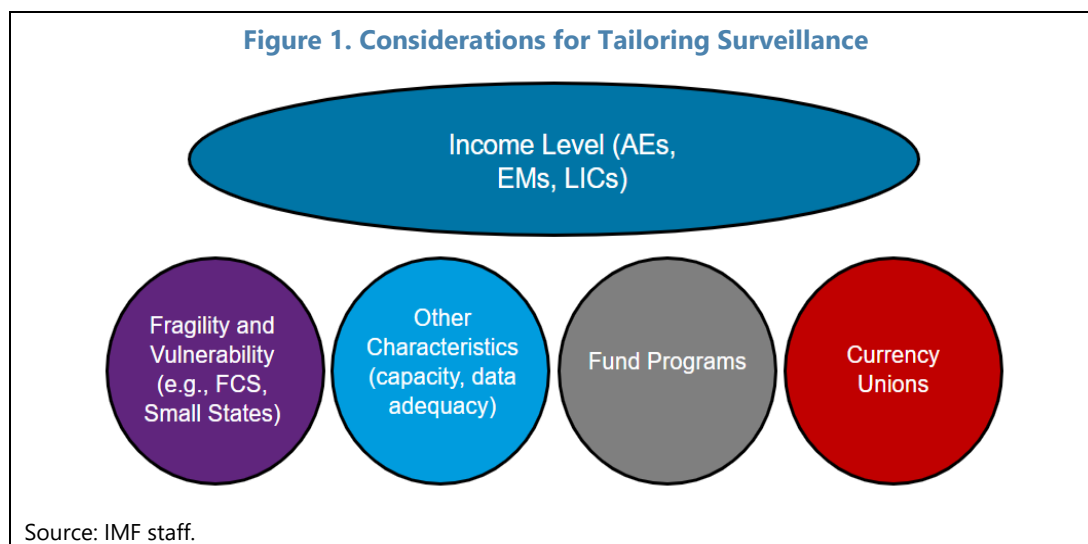 Figure 1. Considerations for Tailoring Surveillance
Income Level (AEs,
EMs, LICs)
Fragility and
Vulnerability
(e.g., FCS,
Small States)
Other
Characteristics
(capacity, data
adequacy)
Fund Programs
Currency
Unions
Source: IMF staff.